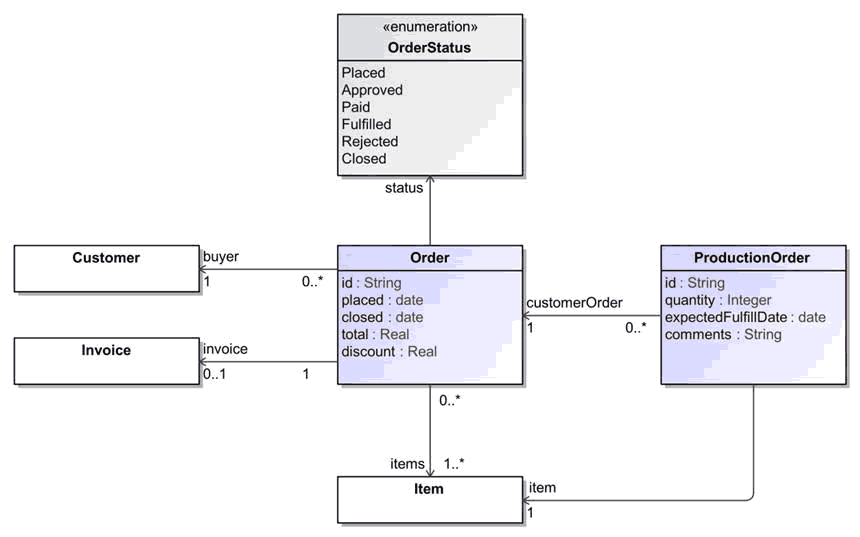 «enumeration»
OrderStatus
Placed
Approved
Paid
Fulfilled
Rejected
Closed
status
Customer
buyer
1
0..*
Order
id : String
placed : date
closed : date
total : Real
discount : Real
customerOrder
1
0..*
ProductionOrder
id : String
quantity : Integer
expectedFulfillDate : date
comments : String
Invoice
invoice
0..1
1
0..*
items
1..*
Item
item
1